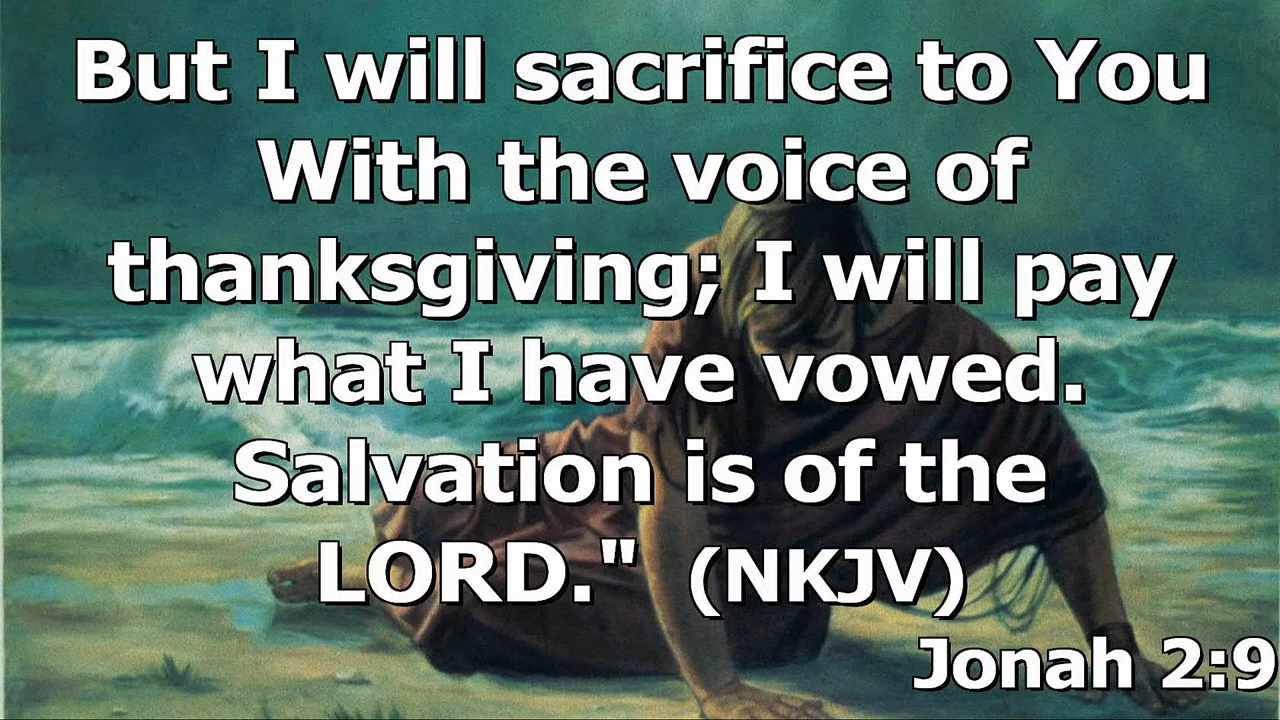 But I will sacrifice to You
With the voice of
thanksgiving; I will pay
what I have vowed.
Salvation is of the
LORD."  (NKJV)
Jonah 2:9